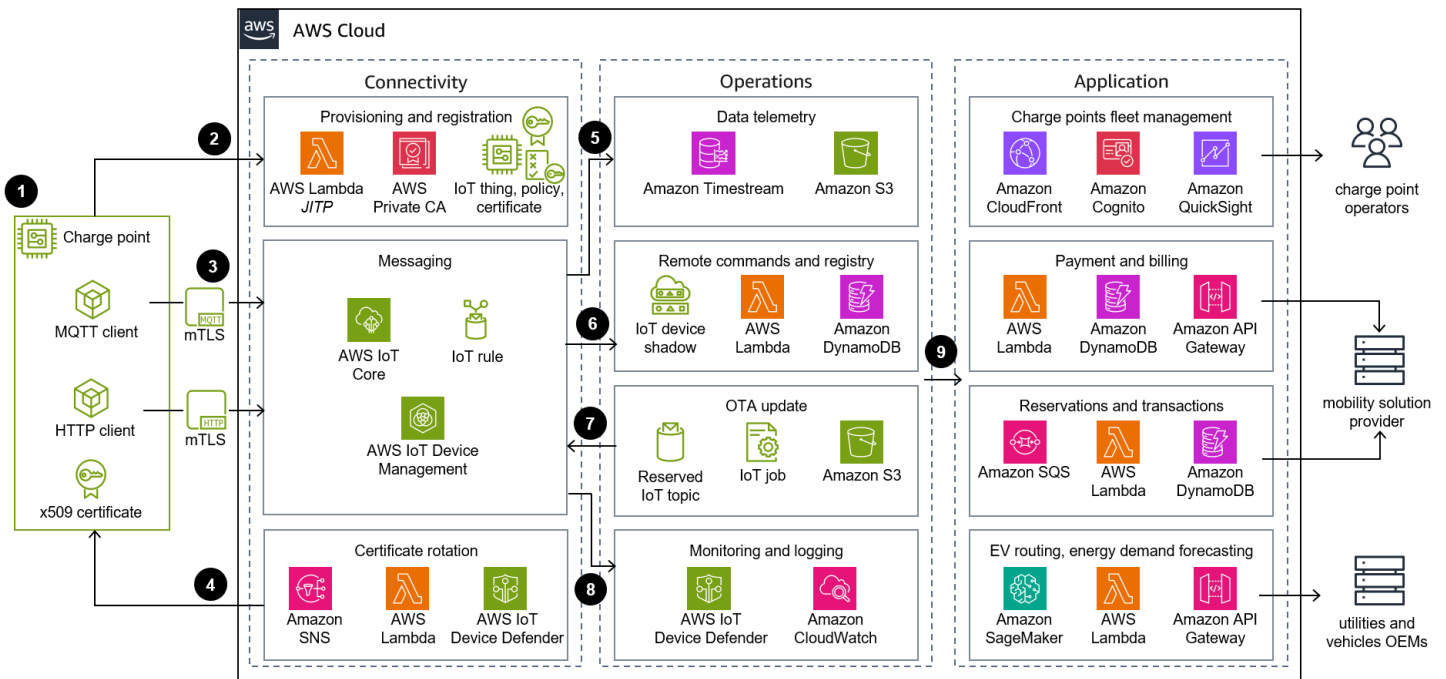 aws
AWS Cloud
Connectivity
Operations
Application
Provisioning and registration
AWS Lambda
JITP
AWS
Private CA
IoT thing, policy,
certificate
Data telemetry
Amazon Timestream
Amazon S3
Charge points fleet management
Amazon
CloudFront
Amazon
Cognito
Amazon
QuickSight
charge point
operators
1
2
3
4
5
6
7
8
9
Charge point
MQTT client
MQTT
mTLS
HTTP client
HTTP
mTLS
x509 certificate
Messaging
AWS IoT
Core
IoT rule
AWS IoT Device
Management
Remote commands and registry
IoT device
shadow
AWS
Lambda
Amazon
DynamoDB
Payment and billing
AWS
Lambda
Amazon
DynamoDB
Amazon API
Gateway
mobility solution
provider
OTA update
Reserved
IoT topic
IoT job
Amazon S3
Reservations and transactions
Amazon SQS
AWS
Lambda
Amazon
DynamoDB
Certificate rotation
Amazon
SNS
AWS
Lambda
AWS IoT
Device Defender
Monitoring and logging
AWS IoT
Device Defender
Amazon
CloudWatch
EV routing, energy demand forecasting
Amazon
SageMaker
AWS
Lambda
Amazon API
Gateway
utilities and
vehicles OEMs